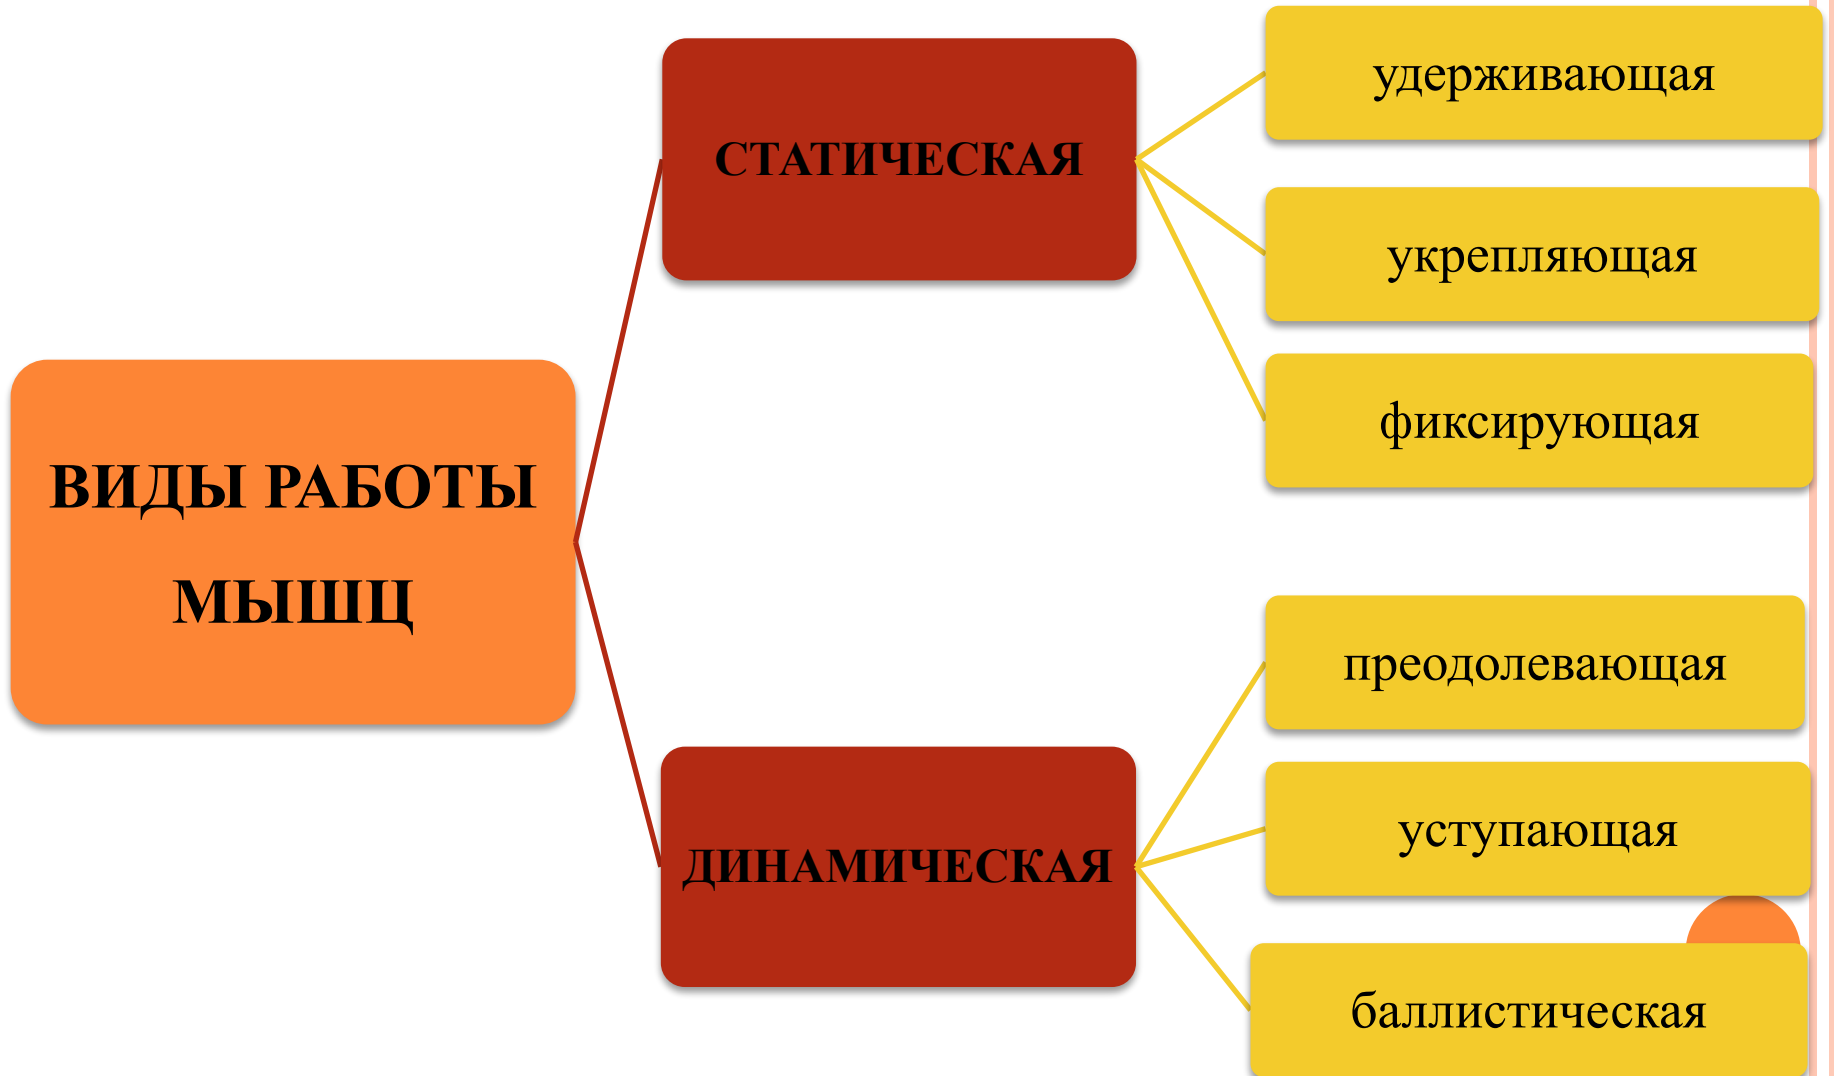 ВИДЫ РАБОТЫ
МЫШЦ
СТАТИЧЕСКАЯ
удерживающая
укрепляющая
фиксирующая
ДИНАМИЧЕСКАЯ
преодолевающая
уступающая
баллистическая